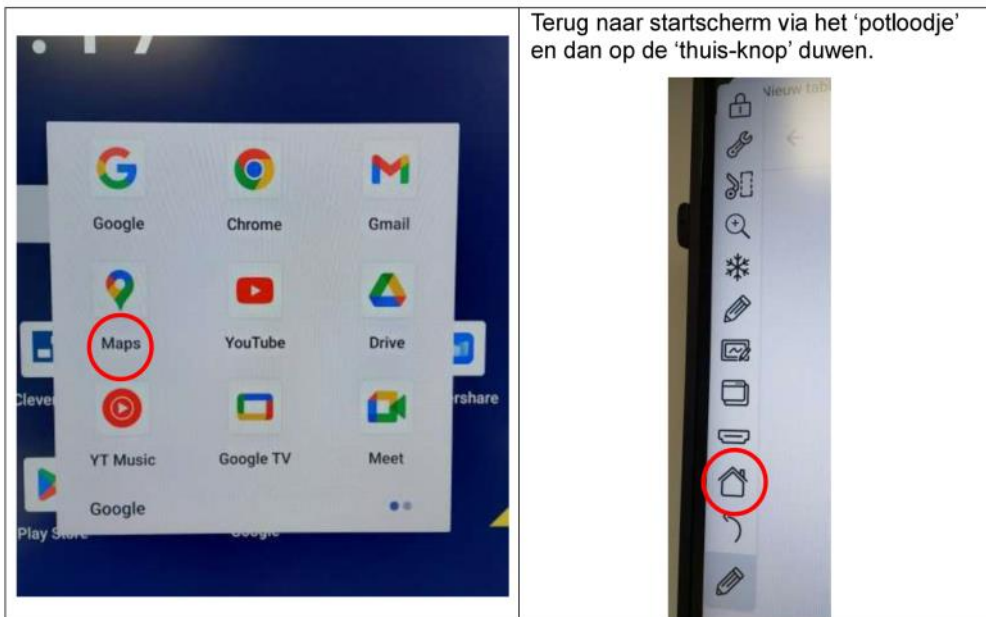 Terug naar startscherm via het ‘potloodje’
en dan op de ‘thuis-knop’ duwen.
Google Chrome Gmail
Maps YouTube Drive
Clever rshare
YT Music Google TV Meet
Google
Play Store
Nieuw tab